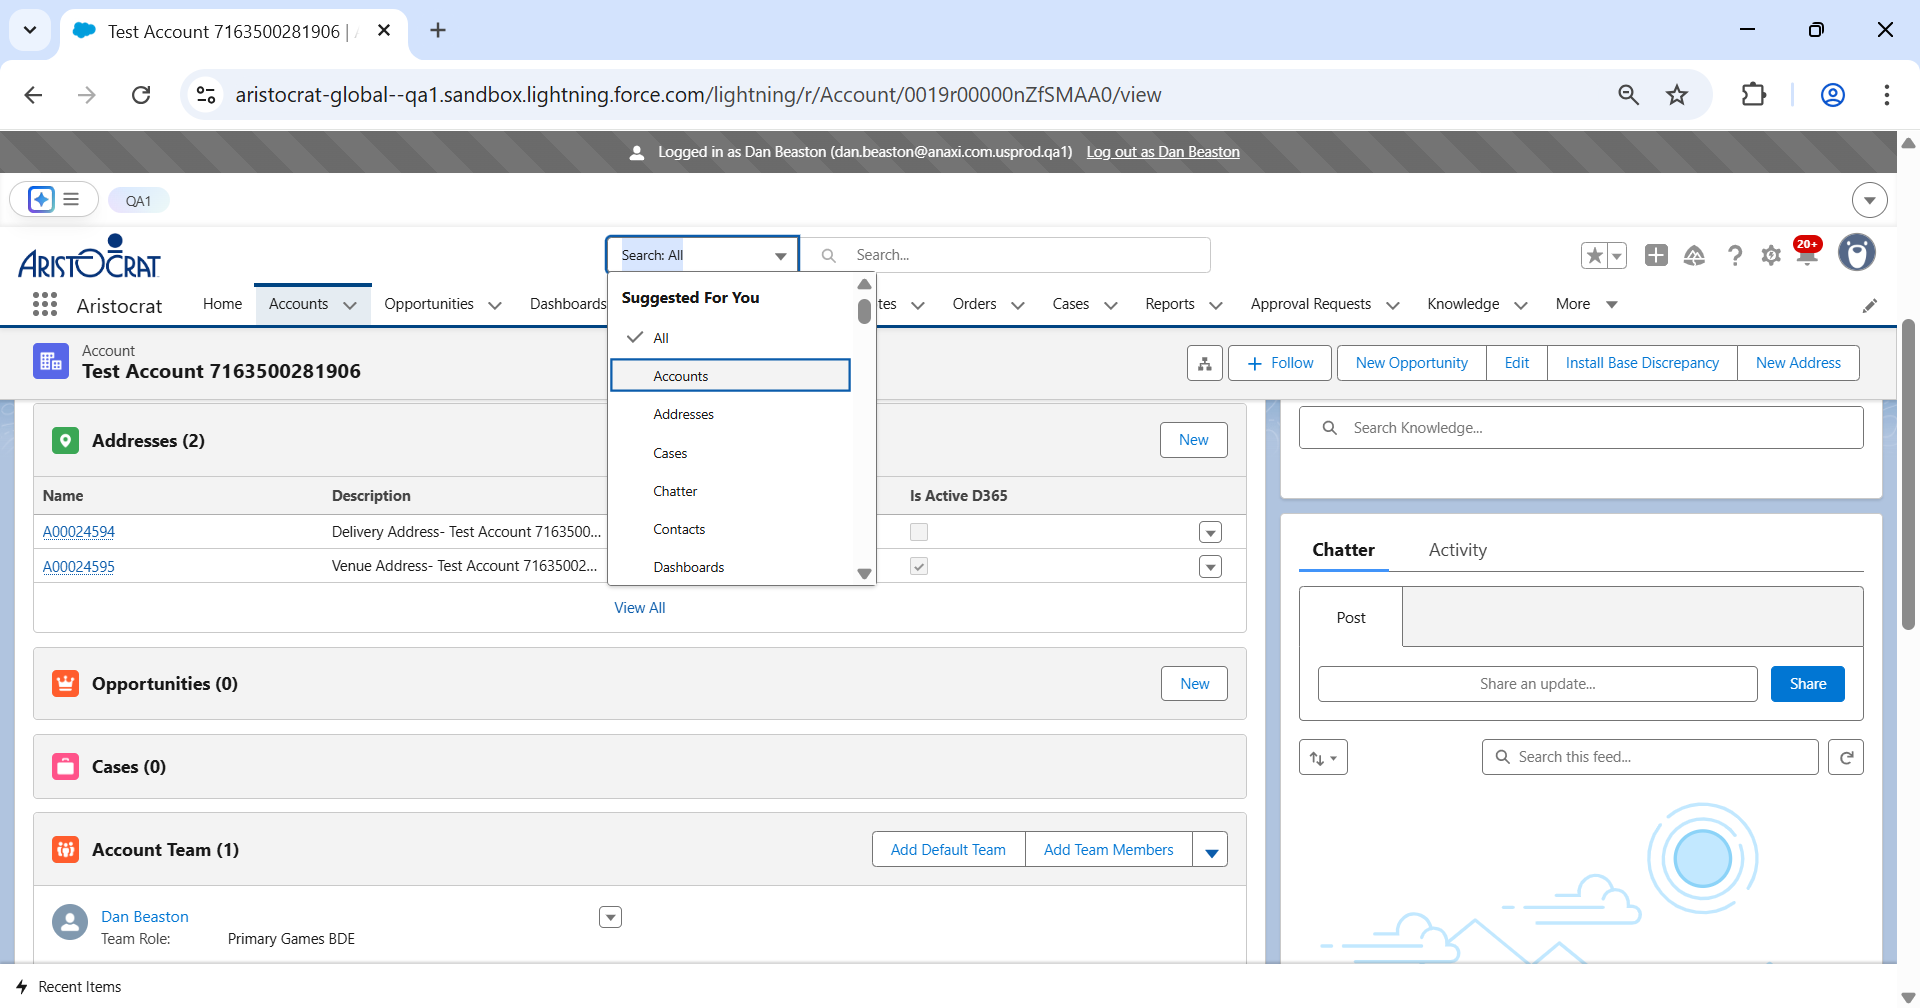 Test Account 7163500281906 |
aristocrat-global--qa1.sandbox.lightning.force.com/lightning/r/Account/0019r00000nZfSMAA0/view
Logged in as Dan Beaston (dan.beaston@anaxi.com.usprod.qa1) Log out as Dan Beaston
QA1
ARISTOCRAT
Search: All
Search...
20+
Aristocrat
Home
Accounts
Opportunities
Dashboards
tes
Orders
Cases
Reports
Approval Requests
Knowledge
More
Suggested For You
All
Accounts
Addresses
Cases
Chatter
Contacts
Dashboards
Account
Test Account 7163500281906
Follow
New Opportunity
Edit
Install Base Discrepancy
New Address
Addresses (2)
New
Name Description Is Active D365
A00024594 Delivery Address- Test Account 7163500...
A00024595 Venue Address- Test Account 71635002...
View All
Opportunities (0)
New
Cases (0)
Account Team (1)
Add Default Team
Add Team Members
Dan Beaston
Team Role: Primary Games BDE
Search Knowledge...
Chatter
Activity
Post
Share an update...
Share
Search this feed...
Recent Items